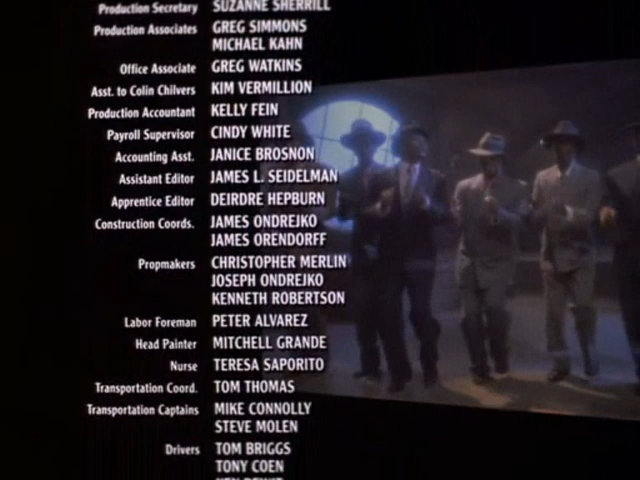 Production Secretary SUZANNE SHERRILL
Production Associates GREG SIMMONS
MICHAEL KAHN
Office Associate GREG WATKINS
Asst. to Colin Chilvers KIM VERMILLION
Production Accountant KELLY FEIN
Payroll Supervisor CINDY WHITE
Accounting Asst. JANICE BROSNON
Assistant Editor JAMES L. SEIDELMAN
Apprentice Editor DEIRDRE HEPBURN
Construction Coords. JAMES ONDREJKO
JAMES ORENDORFF
Propmakers CHRISTOPHER MERLIN
JOSEPH ONDREJKO
KENNETH ROBERTSON
Labor Foreman PETER ALVAREZ
Head Painter MITCHELL GRANDE
Nurse TERESA SAPORITO
Transportation Coord. TOM THOMAS
Transportation Captains MIKE CONNOLLY
STEVE MOLEN
Drivers TOM BRIGGS
TONY COEN